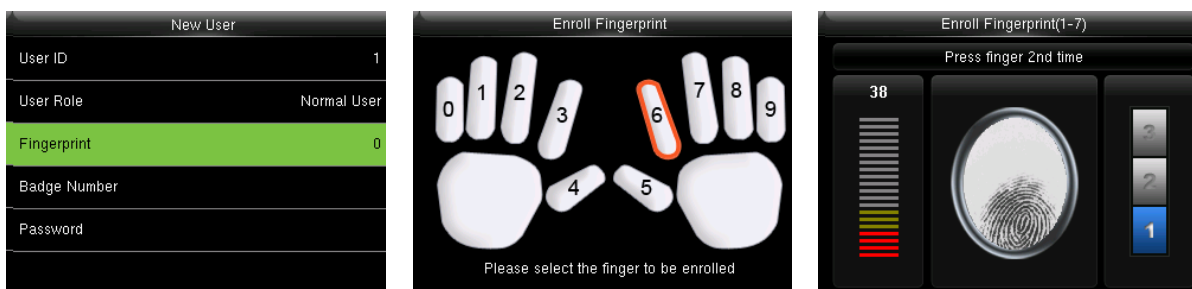 New User
User ID 1
User Role Normal User
Fingerprint 0
Badge Number
Password
Enroll Fingerprint
0 1 2 3 4 5 6 7 8 9
Please select the finger to be enrolled
Enroll Fingerprint(1-7)
Press finger 2nd time
38
3
2
1